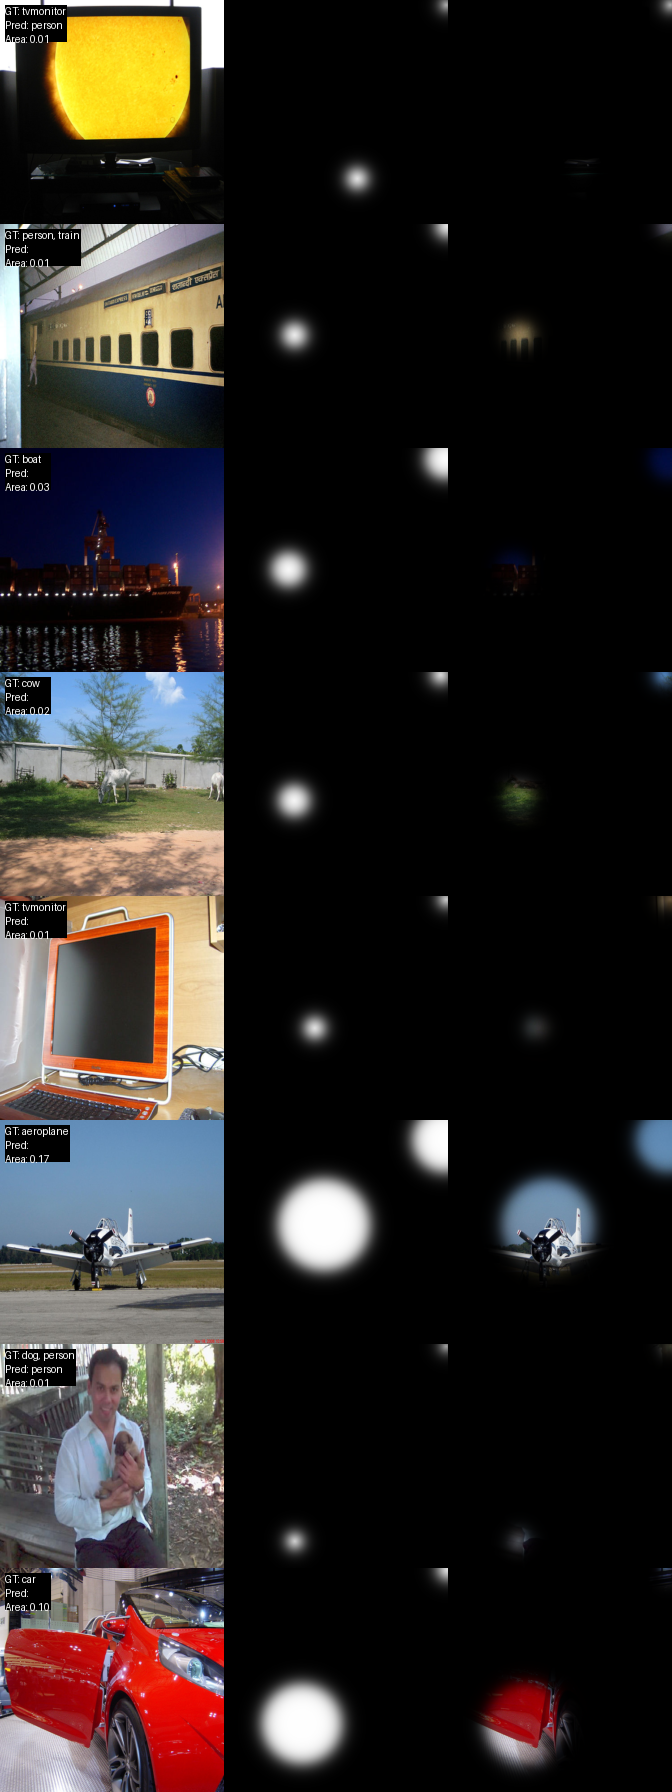 GT: tvmonitor
Pred: person
Area: 0.01
GT: person, train
Pred:
Area: 0.01
GT: boat
Pred:
Area: 0.03
GT: cow
Pred:
Area: 0.02
GT: tvmonitor
Pred:
Area: 0.01
GT: aeroplane
Pred:
Area: 0.17
GT: dog, person
Pred: person
Area: 0.01
GT: car
Pred:
Area: 0.10